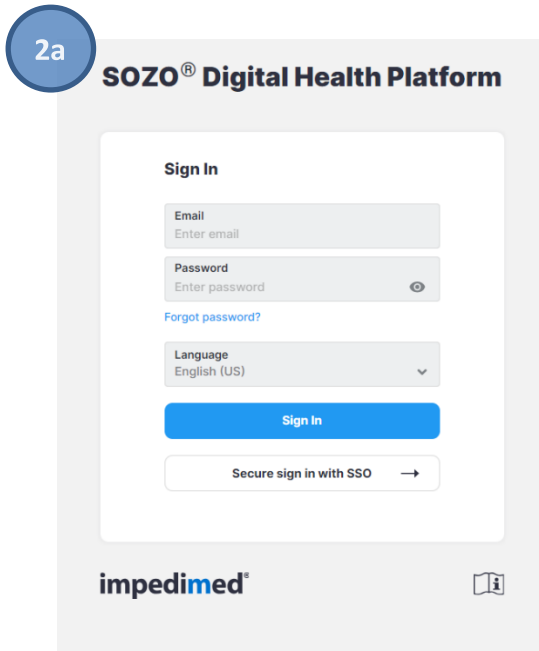 2a
SOZO® Digital Health Platform
Sign In
Email
Enter email
Password
Enter password
Forgot password?
Language
English (US)
Sign In
Secure sign in with SSO →
impedimed®
i